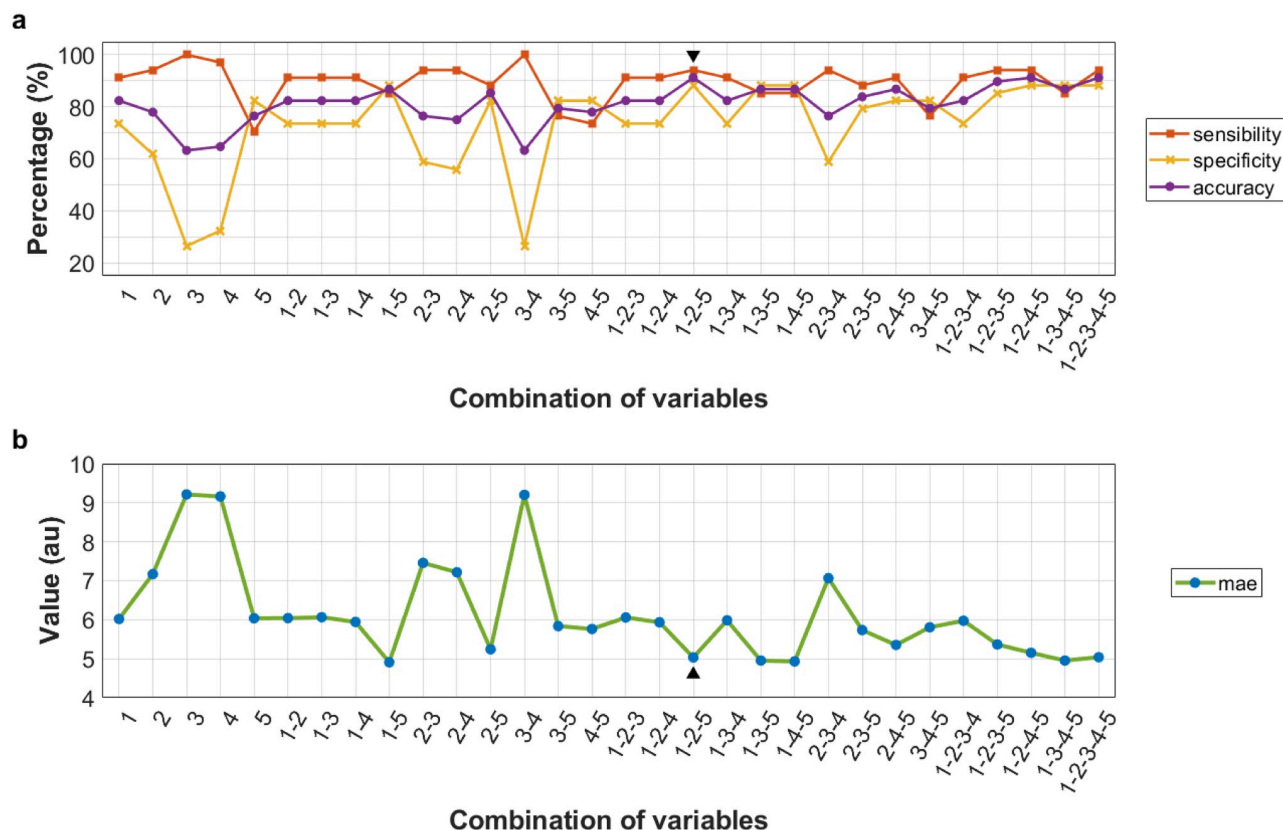 a
Percentage (%)
100
80
60
40
20
sensibility
specificity
accuracy
1 2 3 4 5 1-2 1-3 1-4 1-5 2-3 2-4 2-5 3-4 3-5 4-5 1-2-3 1-2-4 1-2-5 1-3-4 1-3-5 1-4-5 2-3-4 2-3-5 2-4-5 3-4-5 1-2-3-4 1-2-3-5 1-2-4-5 1-3-4-5 1-2-3-4-5
Combination of variables
b
Value (au)
10
9
8
7
6
5
4
mae
1 2 3 4 5 1-2 1-3 1-4 1-5 2-3 2-4 2-5 3-4 3-5 4-5 1-2-3 1-2-4 1-2-5 1-3-4 1-3-5 1-4-5 2-3-4 2-3-5 2-4-5 3-4-5 1-2-3-4 1-2-3-5 1-2-4-5 1-3-4-5 1-2-3-4-5
Combination of variables